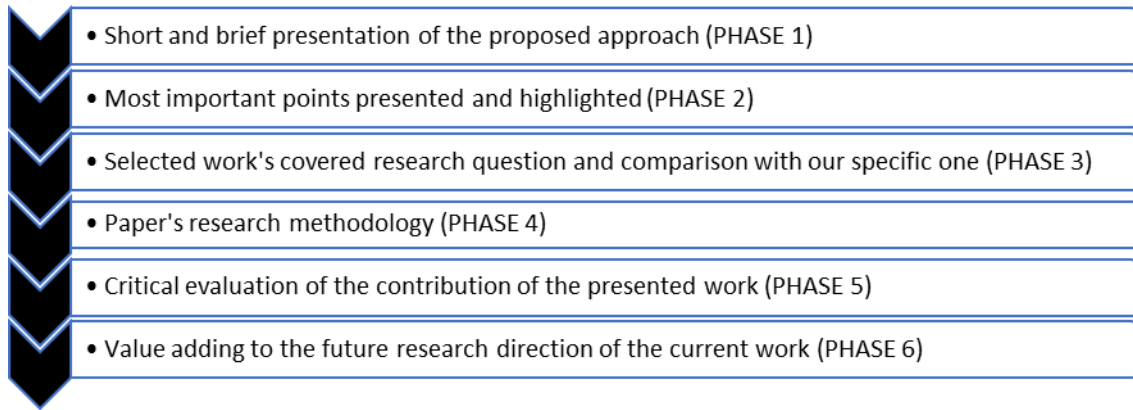 • Short and brief presentation of the proposed approach (PHASE 1)
• Most important points presented and highlighted (PHASE 2)
• Selected work's covered research question and comparison with our specific one (PHASE 3)
• Paper's research methodology (PHASE 4)
• Critical evaluation of the contribution of the presented work (PHASE 5)
• Value adding to the future research direction of the current work (PHASE 6)